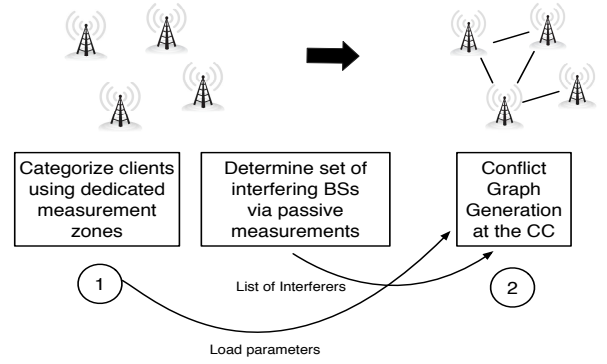 Categorize clients
using dedicated
measurement
zones
Determine set of
interfering BSs
via passive
measurements
Conflict
Graph
Generation
at the CC
1
List of Interferers
2
Load parameters